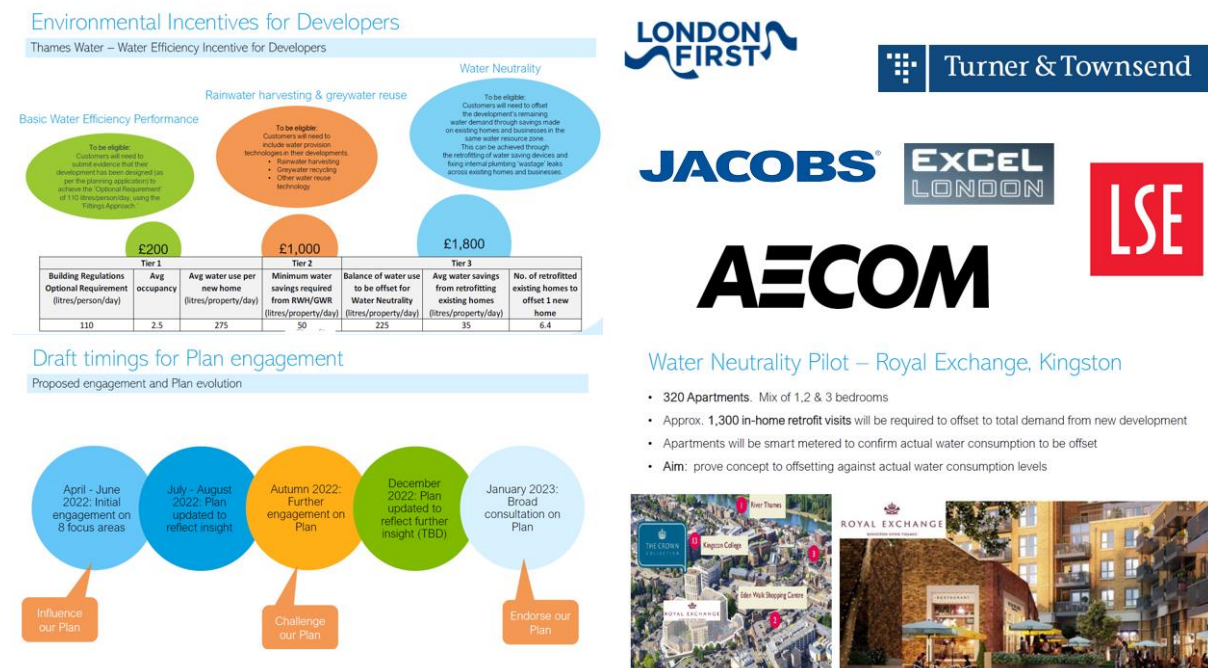 Environmental Incentives for Developers
Thames Water – Water Efficiency Incentive for Developers
Water Neutrality
Rainwater harvesting & greywater reuse
Basic Water Efficiency Performance
To be eligible:
Customers will need to
submit evidence that their
development has been designed (as
per the planning application) to
achieve the 'Optional Requirement'
of 110 litres/person/day, using the
'Fittings Approach.'
To be eligible:
Customers will need to
include water provision
technologies in their developments.
• Rainwater harvesting
• Greywater recycling
• Other water reuse
technology
To be eligible:
Customers will need to offset
the development's remaining
water demand through savings made
on existing homes and businesses in the
same water resource zone.
This can be achieved through
the retrofitting of water saving devices and
fixing internal plumbing 'wastage' leaks
across existing homes and businesses.
£200
£1,000
£1,800
Tier 1
Tier 2
Tier 3
Building Regulations
Optional Requirement
(litres/person/day)
Avg
occupancy
Avg water use per
new home
(litres/property/day)
Minimum water
savings required
from RWH/GWR
(litres/property/day)
Balance of water use
to be offset for
Water Neutrality
(litres/property/day)
Avg water savings
from retrofitting
existing homes
(litres/property/day)
No. of retrofitted
existing homes to
offset 1 new
home
110
2.5
275
50
225
35
6.4
LONDON
FIRST
Turner & Townsend
JACOBS
ExCeL
LONDON
LSE
AECOM
Draft timings for Plan engagement
Proposed engagement and Plan evolution
April - June
2022: Initial
engagement on
8 focus areas
July - August
2022: Plan
updated to
reflect insight
Autumn 2022:
Further
engagement on
Plan
December
2022: Plan
updated to
reflect further
insight (TBD)
January 2023:
Broad
consultation on
Plan
Influence
our Plan
Challenge
our Plan
Endorse our
Plan
Water Neutrality Pilot – Royal Exchange, Kingston
• 320 Apartments. Mix of 1,2 & 3 bedrooms
• Approx. 1,300 in-home retrofit visits will be required to offset to total demand from new development
• Apartments will be smart metered to confirm actual water consumption to be offset
• Aim: prove concept to offsetting against actual water consumption levels
1
River Thames
THE CROWN
COLLECTION
13
Kingston College
3
Eden Walk Shopping Centre
ROYAL EXCHANGE
2
ROYAL EXCHANGE
KINGSTON UPON THAMES
RESTAURANT